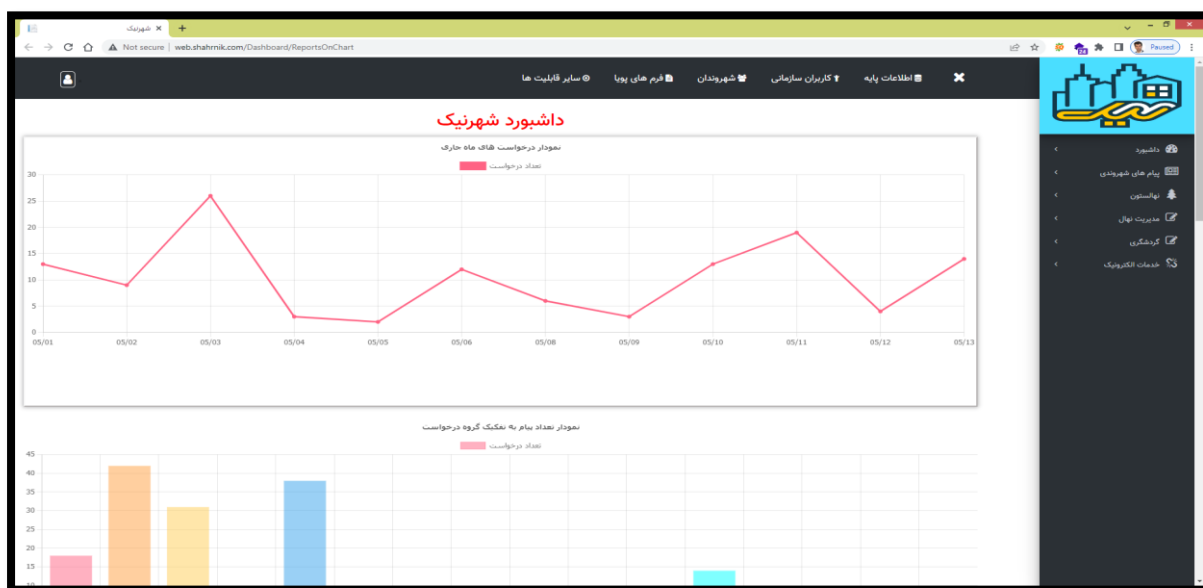 شهرنیک
Not secure | web.shahrnik.com/Dashboard/ReportsOnChart
24
Paused
اطلاعات پایه
کاربران سازمانی
شهروندان
فرم های پویا
سایر قابلیت ها
داشبورد
پیام های شهروندی
نهالستون
مدیریت نهال
گردشگری
خدمات الکترونیک
داشبورد شهرنیک
نمودار درخواست های ماه جاری
تعداد درخواست
30
25
20
15
10
5
0
05/01 05/02 05/03 05/04 05/05 05/06 05/08 05/09 05/10 05/11 05/12 05/13
نمودار تعداد پیام به تفکیک گروه درخواست
تعداد درخواست
45
40
35
30
25
20
15
10